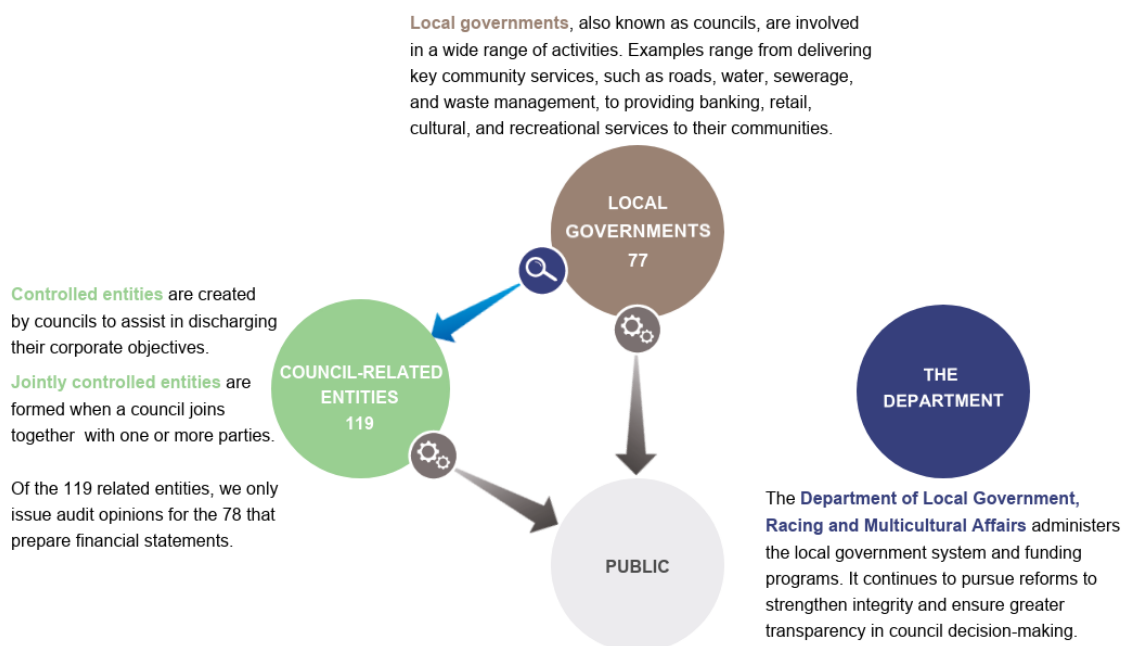 Local governments, also known as councils, are involved
in a wide range of activities. Examples range from delivering
key community services, such as roads, water, sewerage,
and waste management, to providing banking, retail,
cultural, and recreational services to their communities.
LOCAL
GOVERNMENTS
77
Controlled entities are created
by councils to assist in discharging
their corporate objectives.
Jointly controlled entities are
formed when a council joins
together with one or more parties.
Of the 119 related entities, we only
issue audit opinions for the 78 that
prepare financial statements.
COUNCIL-RELATED
ENTITIES
119
THE
DEPARTMENT
The Department of Local Government,
Racing and Multicultural Affairs administers
the local government system and funding
programs. It continues to pursue reforms to
strengthen integrity and ensure greater
transparency in council decision-making.
PUBLIC